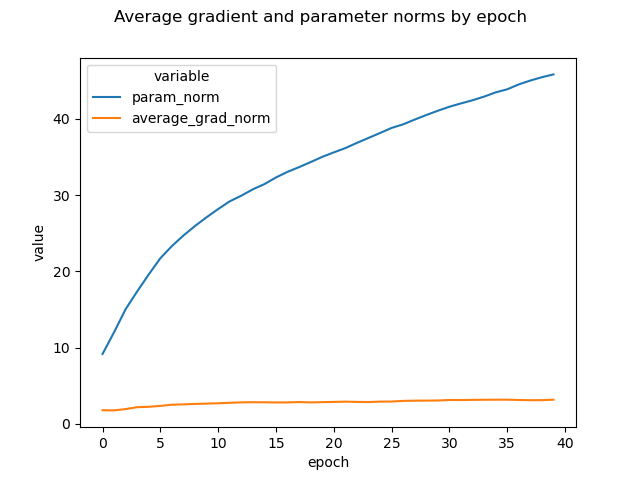 Average gradient and parameter norms by epoch
variable
param_norm
average_grad_norm
value
40
30
20
10
0
0 5 10 15 20 25 30 35 40
epoch